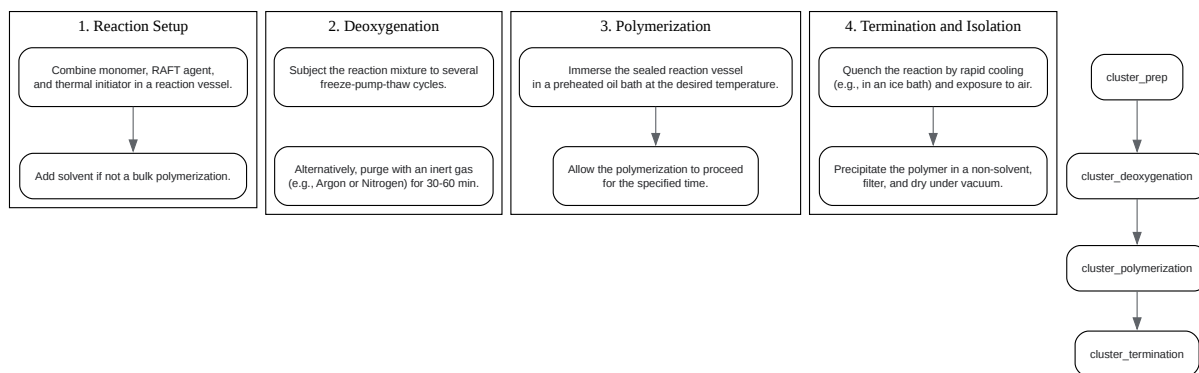 1. Reaction Setup
Combine monomer, RAFT agent,
and thermal initiator in a reaction vessel.
Add solvent if not a bulk polymerization.
2. Deoxygenation
Subject the reaction mixture to several
freeze-pump-thaw cycles.
Alternatively, purge with an inert gas
(e.g., Argon or Nitrogen) for 30-60 min.
3. Polymerization
Immerse the sealed reaction vessel
in a preheated oil bath at the desired temperature.
Allow the polymerization to proceed
for the specified time.
4. Termination and Isolation
Quench the reaction by rapid cooling
(e.g., in an ice bath) and exposure to air.
Precipitate the polymer in a non-solvent,
filter, and dry under vacuum.
cluster_prep
cluster_deoxygenation
cluster_polymerization
cluster_termination